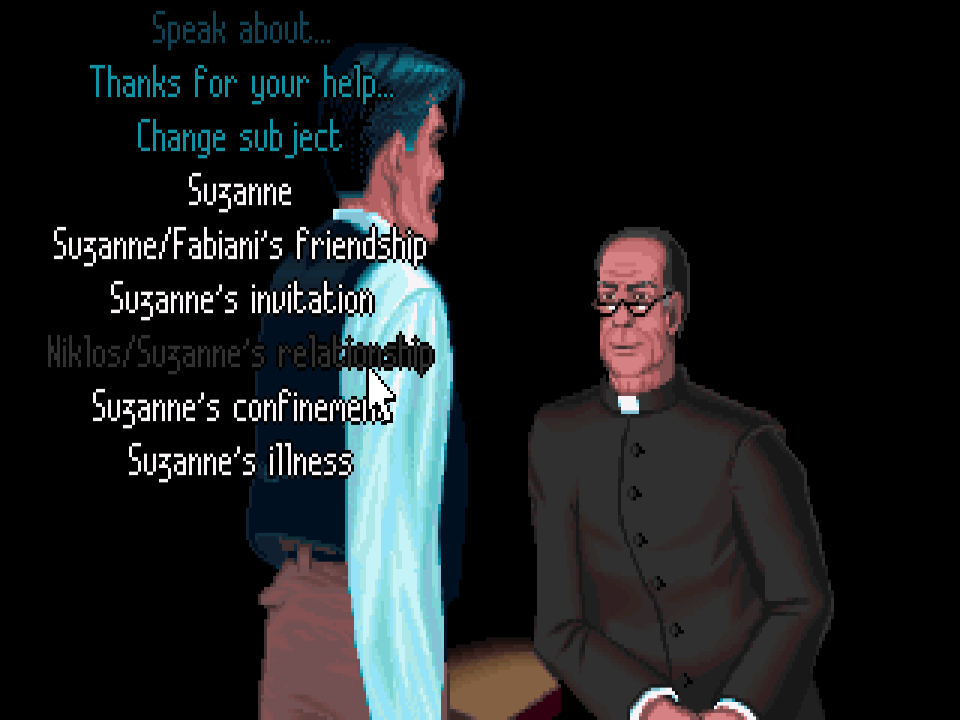 Speak about...
Thanks for your help...
Change subject
Suzanne
Suzanne/Fabiani's friendship
Suzanne's invitation
Niklos/Suzanne's relationship
Suzanne's confinement
Suzanne's illness